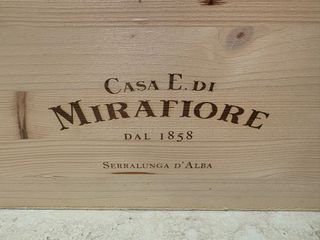 CASA E. DI
MIRAFIORE
DAL 1858
SERRALUNGA D'ALBA